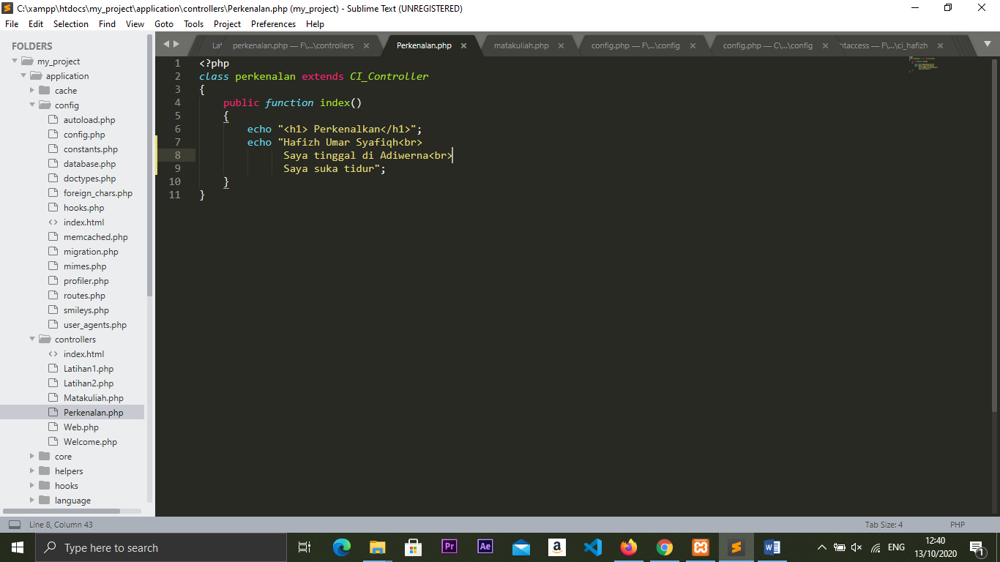 C:\xampp\htdocs\my_project\application\controllers\Perkenalan.php (my_project) - Sublime Text (UNREGISTERED)
File Edit Selection Find View Goto Tools Project Preferences Help
FOLDERS
my_project
application
cache
config
autoload.php
config.php
constants.php
database.php
doctypes.php
foreign_chars.php
hooks.php
index.html
memcached.php
migration.php
mimes.php
profiler.php
routes.php
smileys.php
user_agents.php
controllers
index.html
Latihan1.php
Latihan2.php
Matakuliah.php
Perkenalan.php
Web.php
Welcome.php
core
helpers
hooks
language
perkenalan.php — F\...\controllers Perkenalan.php matakuliah.php config.php — F\...\config config.php — C\...\config htaccess — F\...\ci_hafizh
1 <?php
2 class perkenalan extends CI_Controller
3 {
4 public function index()
5 {
6 echo "<h1> Perkenalkan</h1>";
7 echo "Hafizh Umar Syafiqh<br>
8 Saya tinggal di Adiwerna<br>
9 Saya suka tidur";
10 }
11 }
Line 8, Column 43 Tab Size: 4 PHP
Type here to search Pr Ae a ENG 12:40
13/10/2020 1